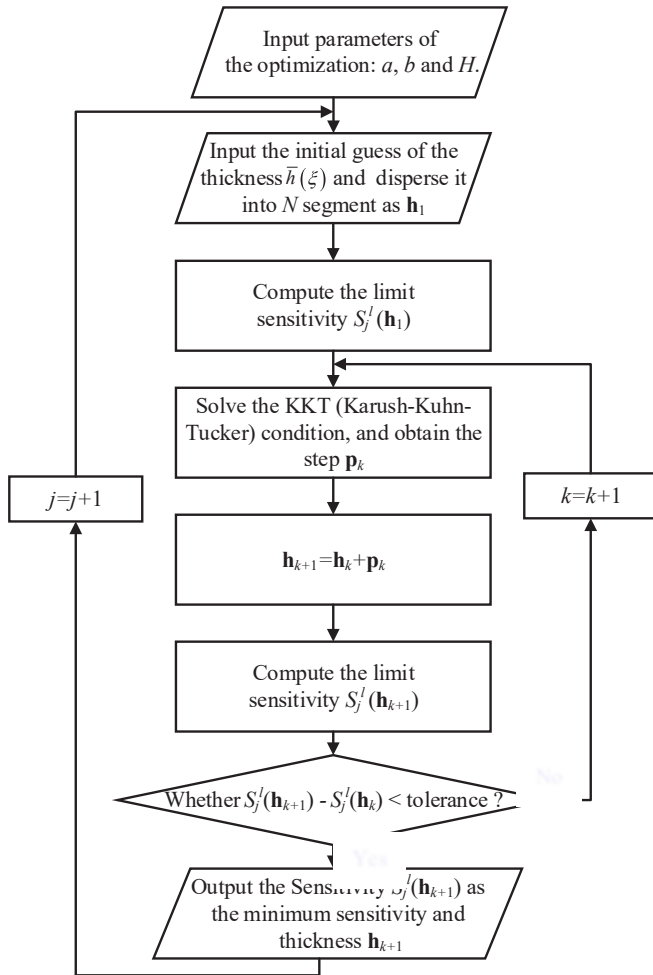 Input parameters of
the optimization: a, b and H.
Input the initial guess of the
thickness h̅(ξ) and disperse it
into N segment as h₁
Compute the limit
sensitivity Sⱼˡ(h₁)
Solve the KKT (Karush-Kuhn-
Tucker) condition, and obtain the
step pₖ
j=j+1
k=k+1
hₖ₊₁=hₖ+pₖ
Compute the limit
sensitivity Sⱼˡ(hₖ₊₁)
No
Whether Sⱼˡ(hₖ₊₁) - Sⱼˡ(hₖ) < tolerance ?
Yes
Output the Sensitivity Sⱼˡ(hₖ₊₁) as
the minimum sensitivity and
thickness hₖ₊₁